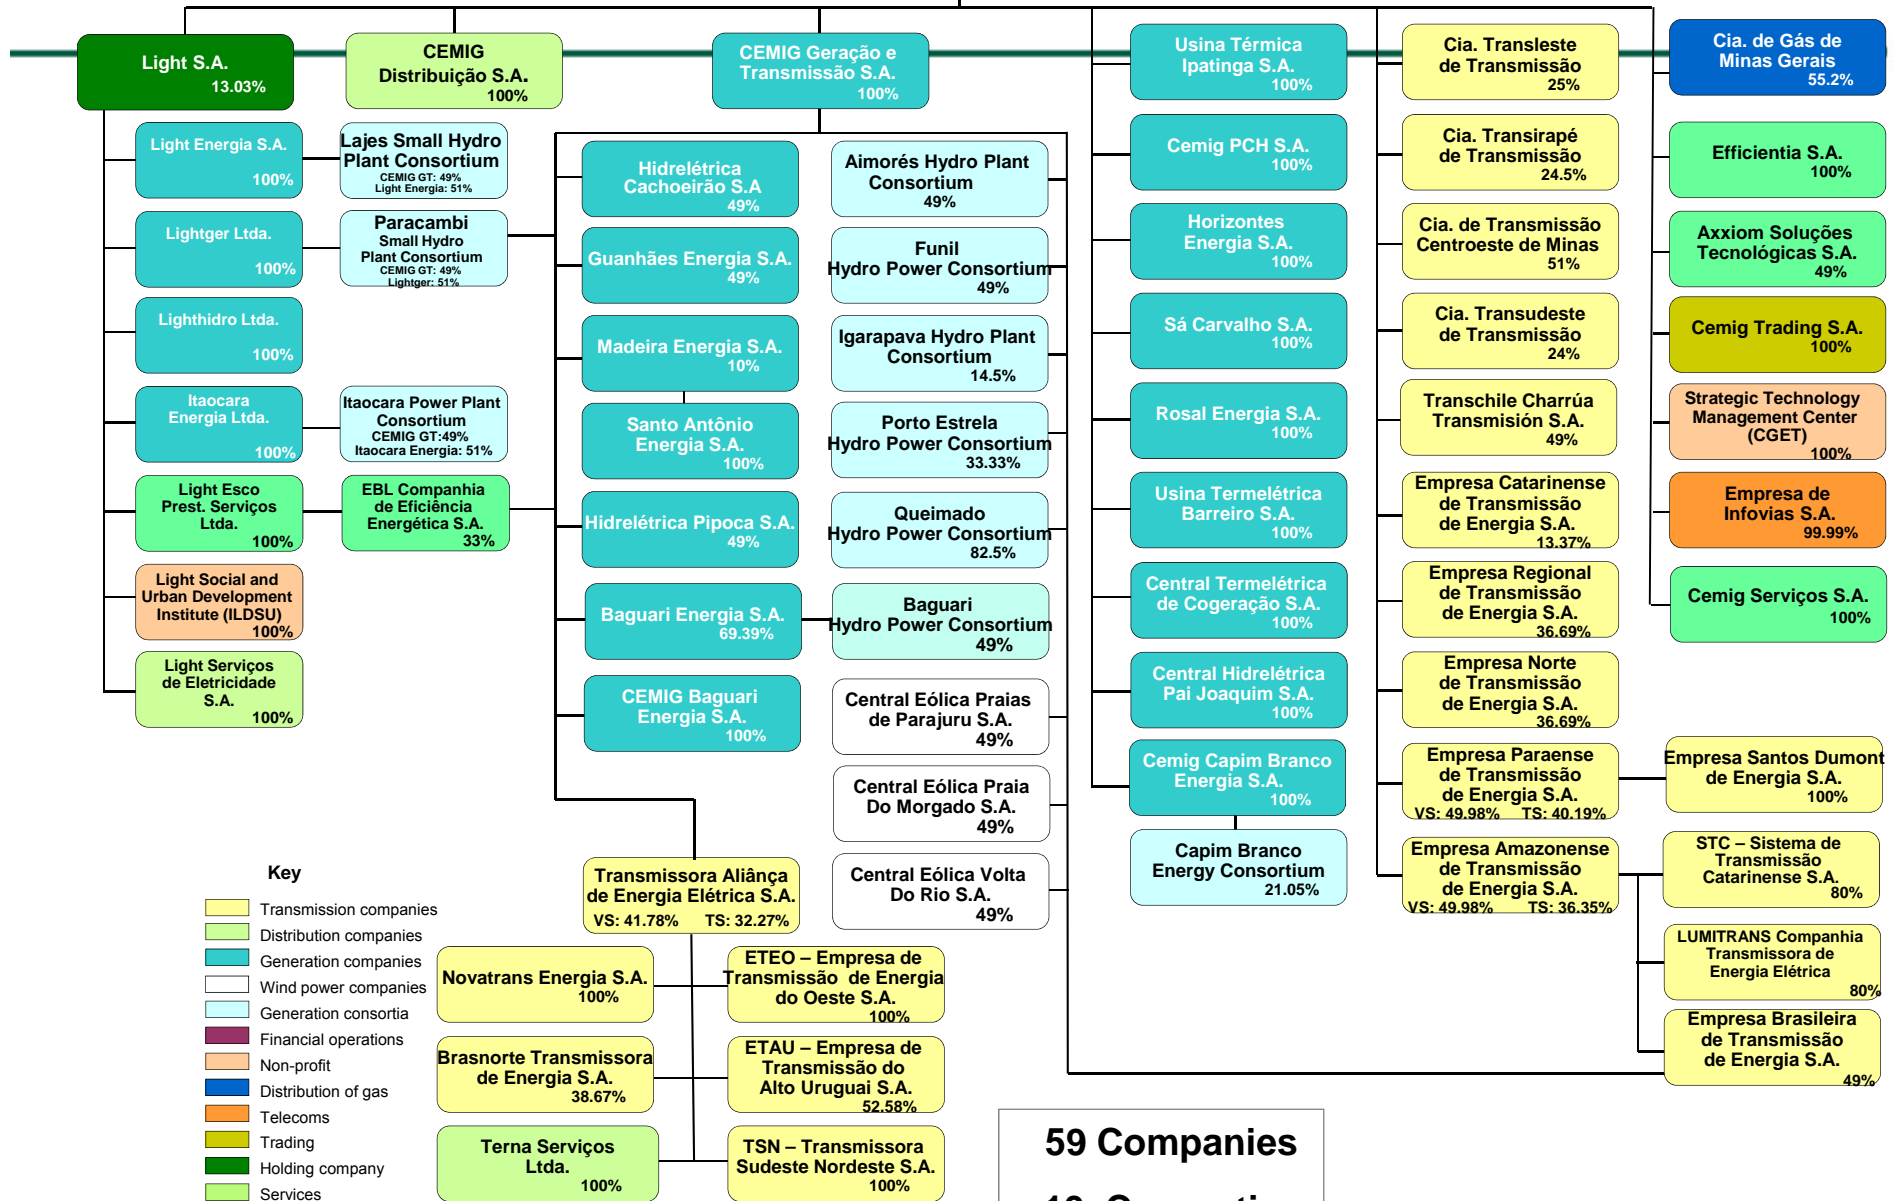 Light S.A.
13.03%
CEMIG
Distribuição S.A.
100%
CEMIG Geração e
Transmissão S.A.
100%
Usina Térmica
Ipatinga S.A.
100%
Cia. Transleste
de Transmissão
25%
Cia. de Gás de
Minas Gerais
55.2%
Light Energia S.A.
100%
Lajes Small Hydro
Plant Consortium
CEMIG GT: 49%
Light Energia: 51%
Lightger Ltda.
100%
Paracambi
Small Hydro
Plant Consortium
CEMIG GT: 49%
Lightger: 51%
Lighthidro Ltda.
100%
Itaocara
Energia Ltda.
100%
Itaocara Power Plant
Consortium
CEMIG GT:49%
Itaocara Energia: 51%
Light Esco
Prest. Serviços
Ltda.
100%
EBL Companhia
de Eficiência
Energética S.A.
33%
Light Social and
Urban Development
Institute (ILDSU)
100%
Light Serviços
de Eletricidade
S.A.
100%
Hidrelétrica
Cachoeirão S.A
49%
Guanhães Energia S.A.
49%
Madeira Energia S.A.
10%
Santo Antônio
Energia S.A.
100%
Hidrelétrica Pipoca S.A.
49%
Baguari Energia S.A.
69.39%
CEMIG Baguari
Energia S.A.
100%
Aimorés Hydro Plant
Consortium
49%
Funil
Hydro Power Consortium
49%
Igarapava Hydro Plant
Consortium
14.5%
Porto Estrela
Hydro Power Consortium
33.33%
Queimado
Hydro Power Consortium
82.5%
Baguari
Hydro Power Consortium
49%
Central Eólica Praias
de Parajuru S.A.
49%
Central Eólica Praia
Do Morgado S.A.
49%
Central Eólica Volta
Do Rio S.A.
49%
Cemig PCH S.A.
100%
Horizontes
Energia S.A.
100%
Sá Carvalho S.A.
100%
Rosal Energia S.A.
100%
Usina Termelétrica
Barreiro S.A.
100%
Central Termelétrica
de Cogeração S.A.
100%
Central Hidrelétrica
Pai Joaquim S.A.
100%
Cemig Capim Branco
Energia S.A.
100%
Capim Branco
Energy Consortium
21.05%
Cia. Transirapé
de Transmissão
24.5%
Cia. de Transmissão
Centroeste de Minas
51%
Cia. Transudeste
de Transmissão
24%
Transchile Charrúa
Transmisión S.A.
49%
Empresa Catarinense
de Transmissão
de Energia S.A.
13.37%
Empresa Regional
de Transmissão
de Energia S.A.
36.69%
Empresa Norte
de Transmissão
de Energia S.A.
36.69%
Empresa Paraense
de Transmissão
de Energia S.A.
VS: 49.98% TS: 40.19%
Empresa Amazonense
de Transmissão
de Energia S.A.
VS: 49.98% TS: 36.35%
Efficientia S.A.
100%
Axxiom Soluções
Tecnológicas S.A.
49%
Cemig Trading S.A.
100%
Strategic Technology
Management Center
(CGET)
100%
Empresa de
Infovias S.A.
99.99%
Cemig Serviços S.A.
100%
Empresa Santos Dumont
de Energia S.A.
100%
STC – Sistema de
Transmissão
Catarinense S.A.
80%
LUMITRANS Companhia
Transmissora de
Energia Elétrica
80%
Empresa Brasileira
de Transmissão
de Energia S.A.
49%
Transmissora Aliânça
de Energia Elétrica S.A.
VS: 41.78% TS: 32.27%
Novatrans Energia S.A.
100%
ETEO – Empresa de
Transmissão de Energia
do Oeste S.A.
100%
Brasnorte Transmissora
de Energia S.A.
38.67%
ETAU – Empresa de
Transmissão do
Alto Uruguai S.A.
52.58%
Terna Serviços
Ltda.
100%
TSN – Transmissora
Sudeste Nordeste S.A.
100%
Key
Transmission companies
Distribution companies
Generation companies
Wind power companies
Generation consortia
Financial operations
Non-profit
Distribution of gas
Telecoms
Trading
Holding company
Services
59 Companies